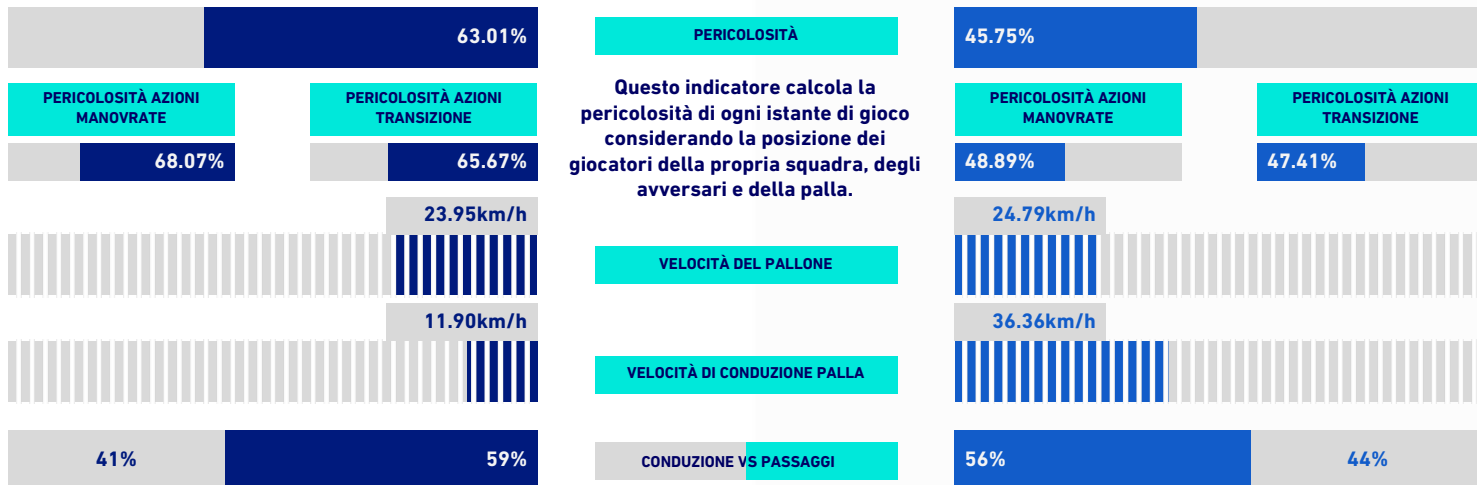 63.01%
PERICOLOSITÀ
45.75%
PERICOLOSITÀ AZIONI
MANOVRATE
68.07%
PERICOLOSITÀ AZIONI
TRANSIZIONE
65.67%
Questo indicatore calcola la
pericolosità di ogni istante di gioco
considerando la posizione dei
giocatori della propria squadra, degli
avversari e della palla.
PERICOLOSITÀ AZIONI
MANOVRATE
48.89%
PERICOLOSITÀ AZIONI
TRANSIZIONE
47.41%
23.95km/h
VELOCITÀ DEL PALLONE
24.79km/h
11.90km/h
VELOCITÀ DI CONDUZIONE PALLA
36.36km/h
41%
59%
CONDUZIONE VS PASSAGGI
56%
44%